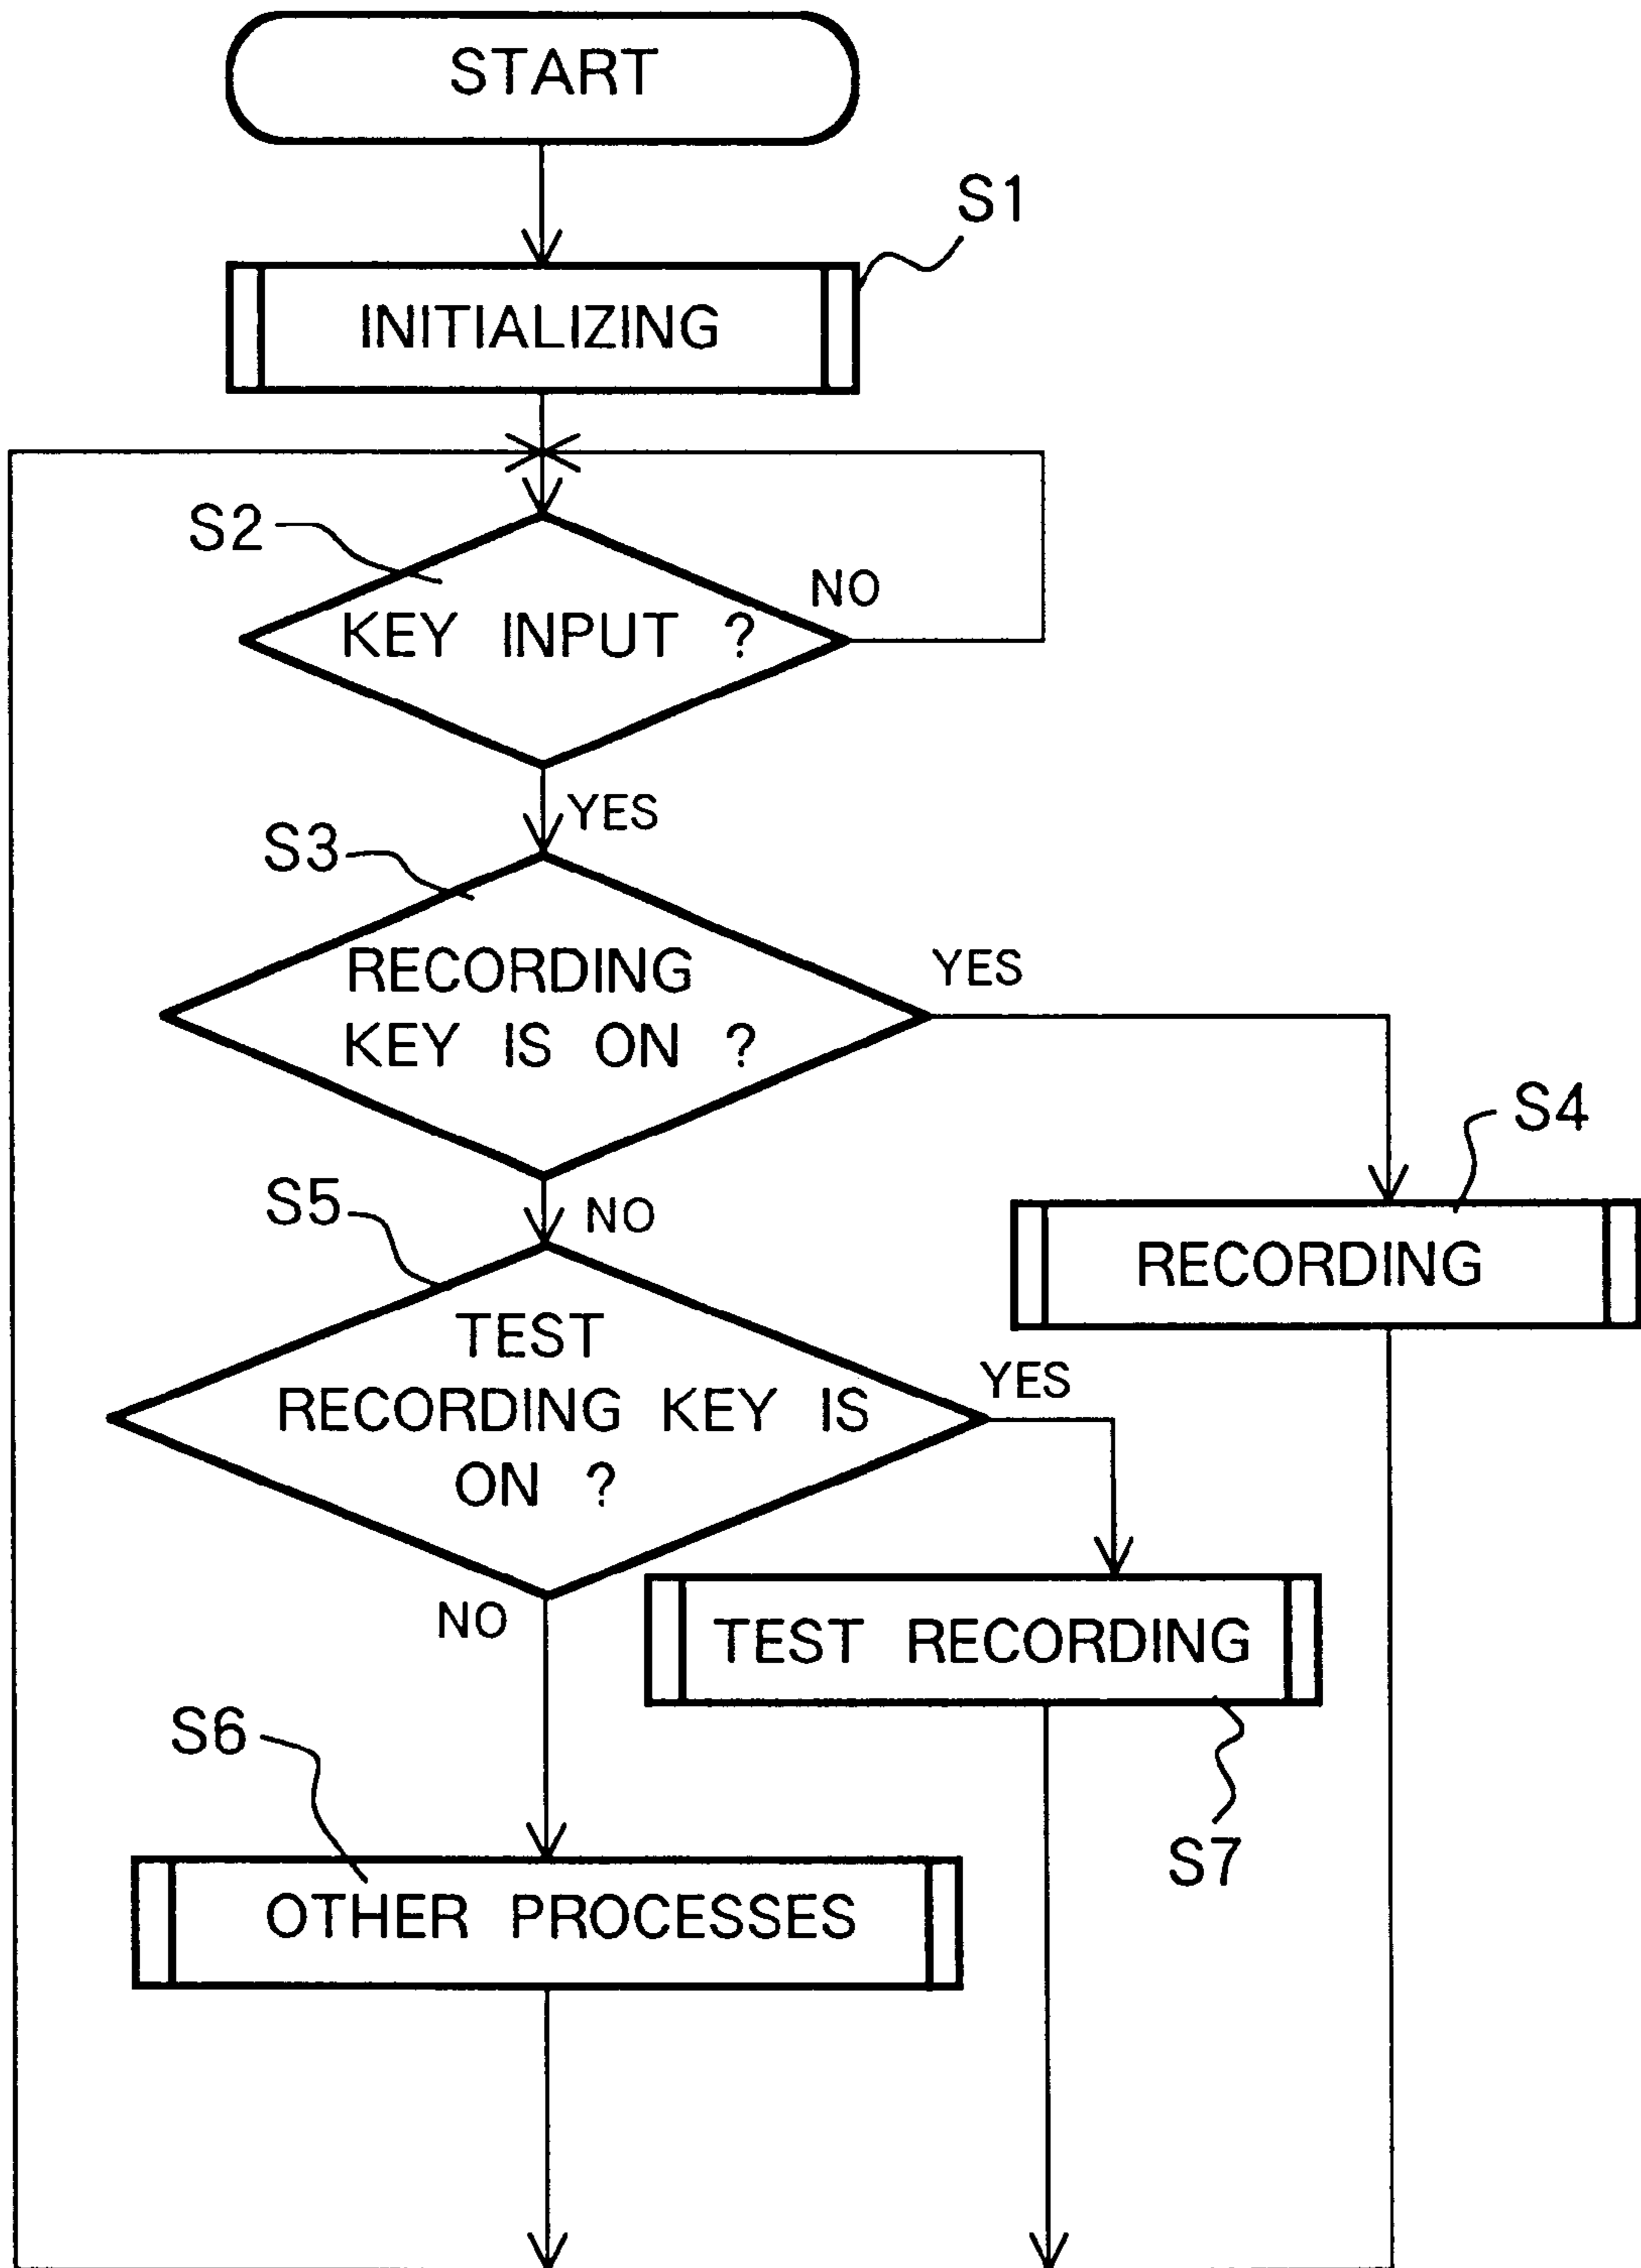 START
S1
INITIALIZING
S2
NO
KEY INPUT ?
YES
S3
RECORDING
KEY IS ON ?
YES
S4
RECORDING
NO
S5
TEST
RECORDING KEY IS
ON ?
YES
NO
TEST RECORDING
S6
S7
OTHER PROCESSES